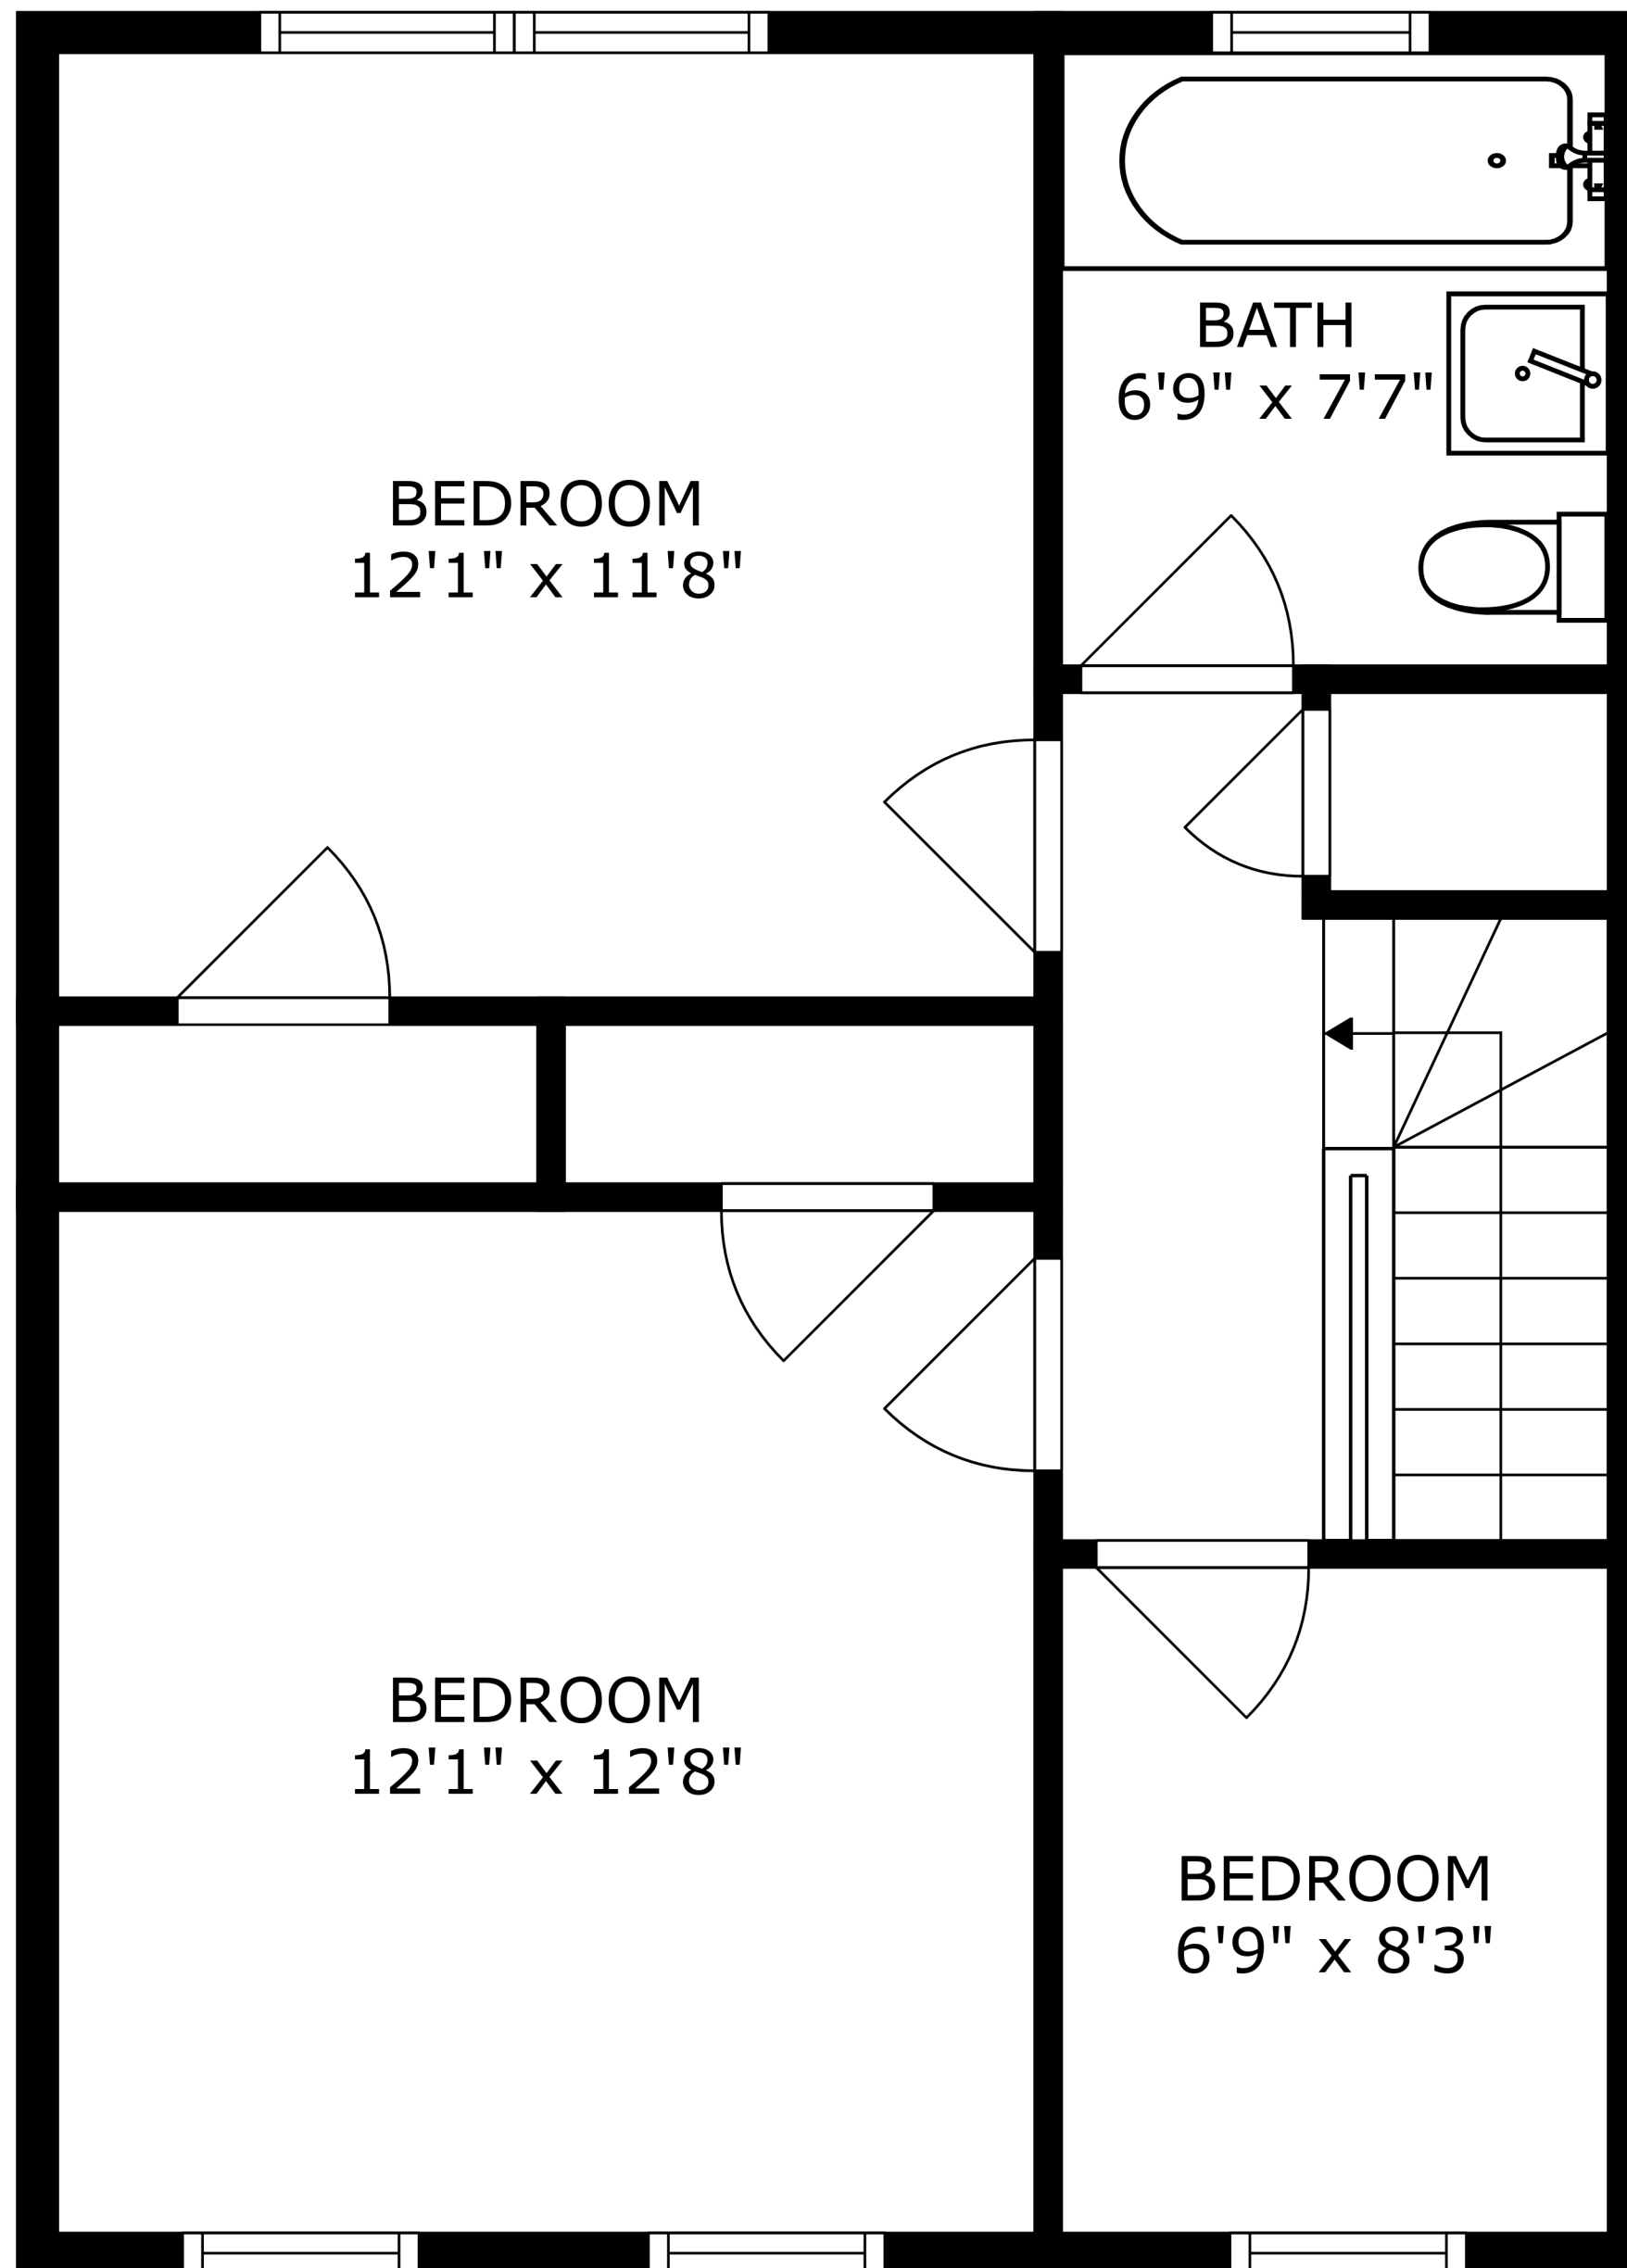 BATH
6'9" x 7'7"
BEDROOM
12'1" x 11'8"
BEDROOM
12'1" x 12'8"
BEDROOM
6'9" x 8'3"